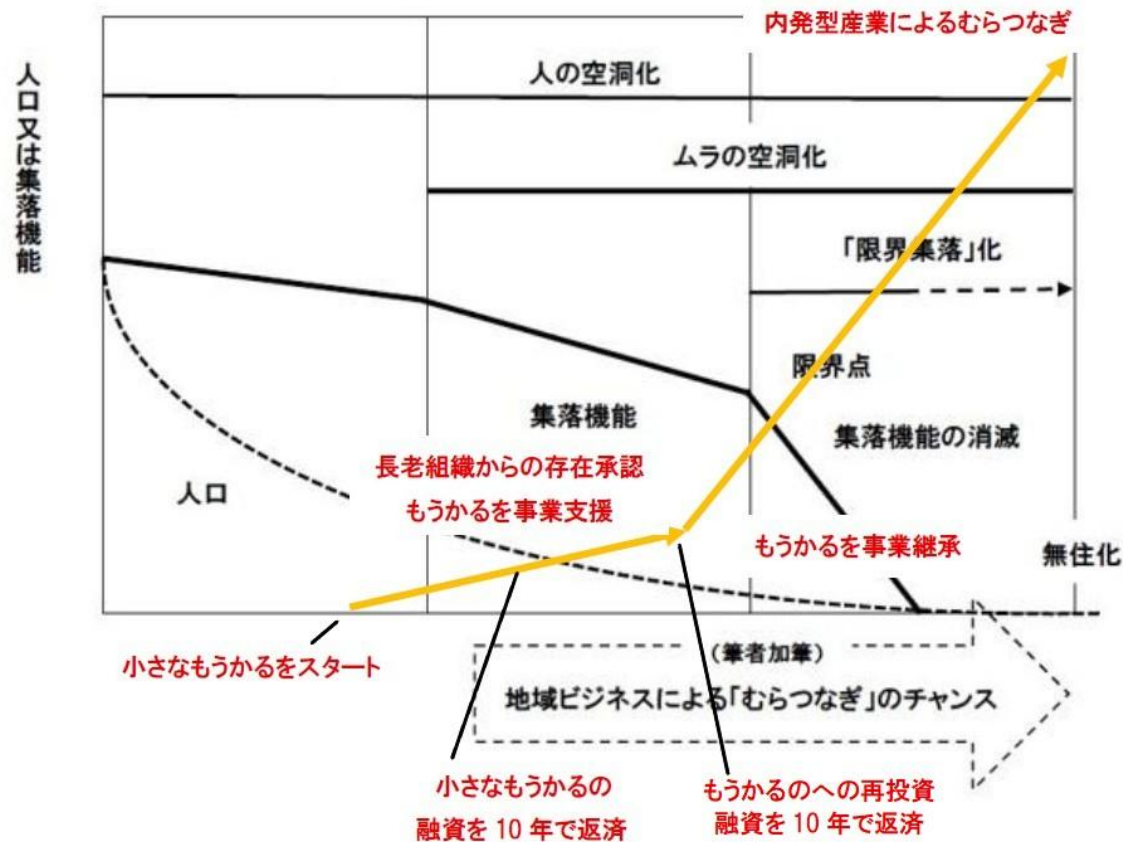 内発型産業によるむらつなぎ
人口又は集落機能
人の空洞化
ムラの空洞化
「限界集落」化
限界点
集落機能
集落機能の消滅
長老組織からの存在承認
もうかるを事業支援
人口
もうかるを事業継承
無住化
小さなもうかるをスタート
（筆者加筆）
地域ビジネスによる「むらつなぎ」のチャンス
小さなもうかるの
融資を10年で返済
もうかるのへの再投資
融資を10年で返済